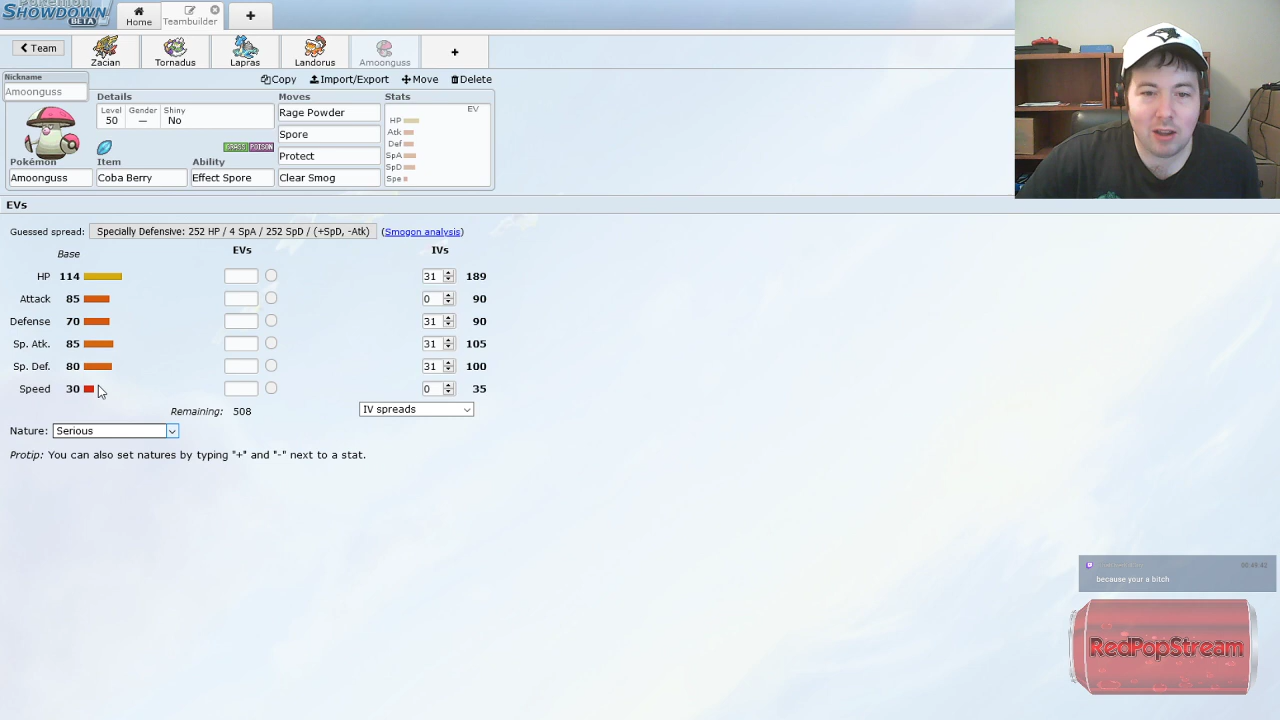 Pokémon
SHOWDOWN
BETA
Home
Teambuilder
+
Team
Zacian
Tornadus
Lapras
Landorus
Amoonguss
+
Copy
Import/Export
Move
Delete
Nickname
Amoonguss
Details
Level
Gender
Shiny
50
—
No
GRASS POISON
Pokémon
Item
Ability
Amoonguss
Coba Berry
Effect Spore
Moves
Rage Powder
Spore
Protect
Clear Smog
Stats
EV
HP
Atk
Def
SpA
SpD
Spe
EVs
Guessed spread: Specially Defensive: 252 HP / 4 SpA / 252 SpD / (+SpD, -Atk) (Smogon analysis)
Base EVs IVs
HP 114 31 189
Attack 85 0 90
Defense 70 31 90
Sp. Atk. 85 31 105
Sp. Def. 80 31 100
Speed 30 0 35
Remaining: 508
IV spreads
Nature: Serious
Protip: You can also set natures by typing "+" and "-" next to a stat.
00:49:42
because your a bitch
RedPopStream